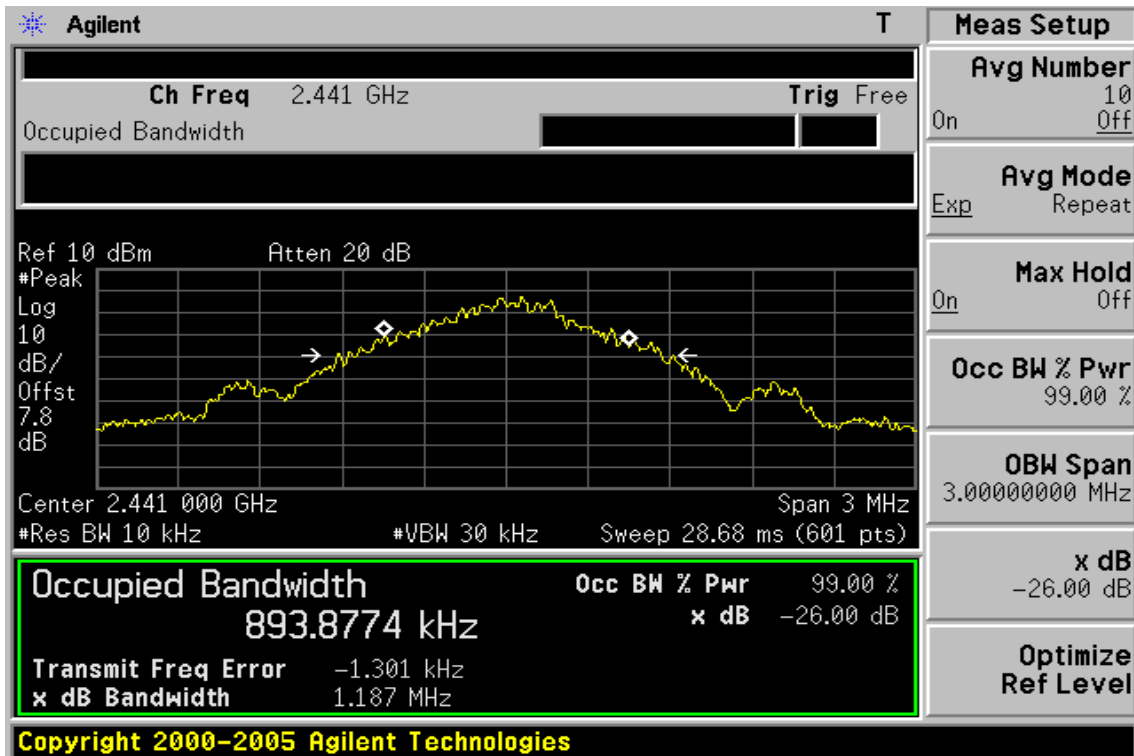 Agilent T
Ch Freq 2.441 GHz Trig Free
Occupied Bandwidth
Ref 10 dBm Atten 20 dB
#Peak
Log
10
dB/
Offst
7.8
dB
Center 2.441 000 GHz Span 3 MHz
#Res BW 10 kHz #VBW 30 kHz Sweep 28.68 ms (601 pts)
Occupied Bandwidth
893.8774 kHz
Occ BW % Pwr 99.00 %
x dB -26.00 dB
Transmit Freq Error -1.301 kHz
x dB Bandwidth 1.187 MHz
Copyright 2000-2005 Agilent Technologies
Meas Setup
Avg Number
10
On Off
Avg Mode
Exp Repeat
Max Hold
On Off
Occ BW % Pwr
99.00 %
OBW Span
3.00000000 MHz
x dB
-26.00 dB
Optimize
Ref Level